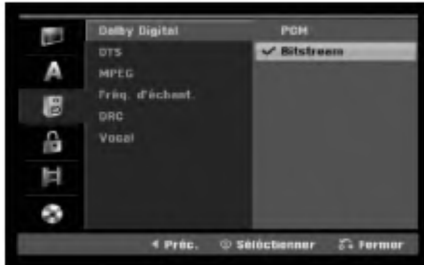 Dolby Digital PCM
DTS ✓ Bitstream
MPEG
Fréq. d'échant.
DRC
Vocal
A
◄ Préc. Sélectionner Fermer